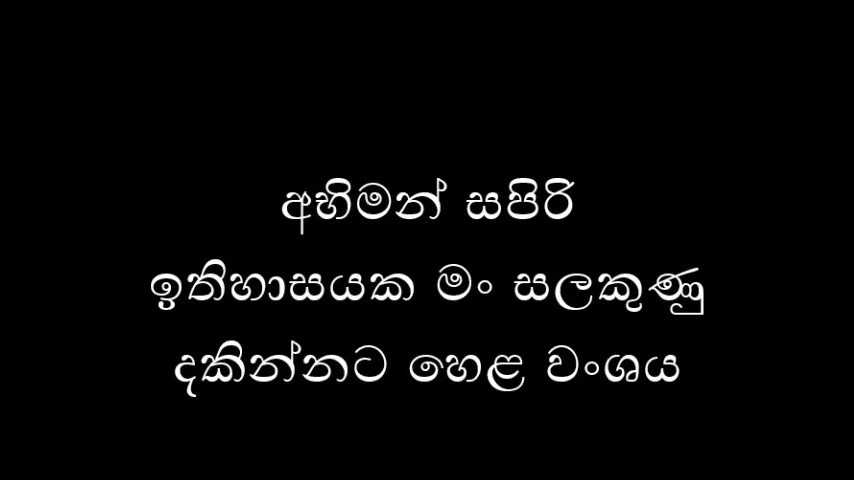 අභිමන් සපිරි
ඉතිහාසයක මං සලකුණු
දකින්නට හෙළ වංශය